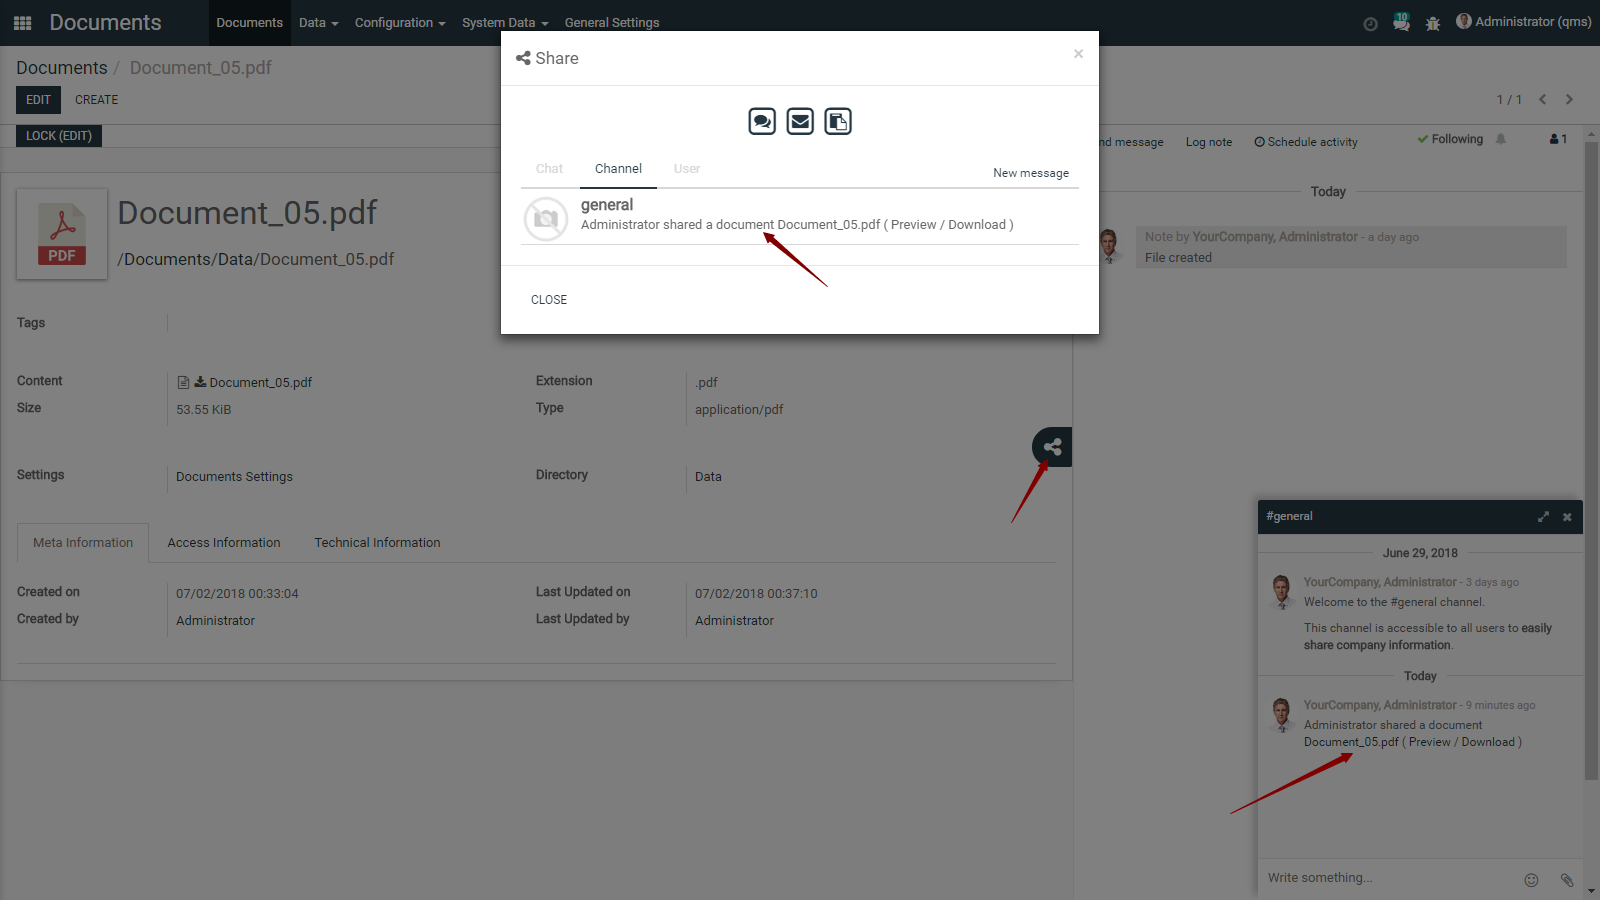 Documents
Documents
Data
Configuration
System Data
General Settings
10
Administrator (qms)
Documents / Document_05.pdf
EDIT
CREATE
1 / 1
LOCK (EDIT)
Share
×
Chat
Channel
User
New message
general
Administrator shared a document Document_05.pdf ( Preview / Download )
CLOSE
nd message
Log note
Schedule activity
Following
1
Today
Note by YourCompany, Administrator - a day ago
File created
PDF
Document_05.pdf
/Documents/Data/Document_05.pdf
Tags
Content
Document_05.pdf
Extension
.pdf
Size
53.55 KiB
Type
application/pdf
Settings
Documents Settings
Directory
Data
Meta Information
Access Information
Technical Information
Created on
07/02/2018 00:33:04
Last Updated on
07/02/2018 00:37:10
Created by
Administrator
Last Updated by
Administrator
#general
June 29, 2018
YourCompany, Administrator - 3 days ago
Welcome to the #general channel.
This channel is accessible to all users to easily
share company information.
Today
YourCompany, Administrator - 9 minutes ago
Administrator shared a document
Document_05.pdf ( Preview / Download )
Write something...